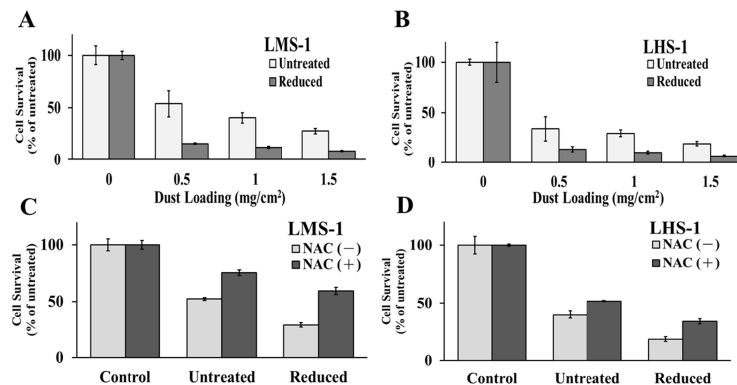 A
LMS-1
Untreated
Reduced
Cell Survival
(% of untreated)
100
50
0
0 0.5 1 1.5
Dust Loading (mg/cm²)
B
LHS-1
Untreated
Reduced
Cell Survival
(% of untreated)
100
50
0
0 0.5 1 1.5
Dust Loading (mg/cm²)
C
LMS-1
NAC (－)
NAC (＋)
Cell Survival
(% of untreated)
100
50
0
Control Untreated Reduced
D
LHS-1
NAC (－)
NAC (＋)
Cell Survival
(% of untreated)
100
50
0
Control Untreated Reduced